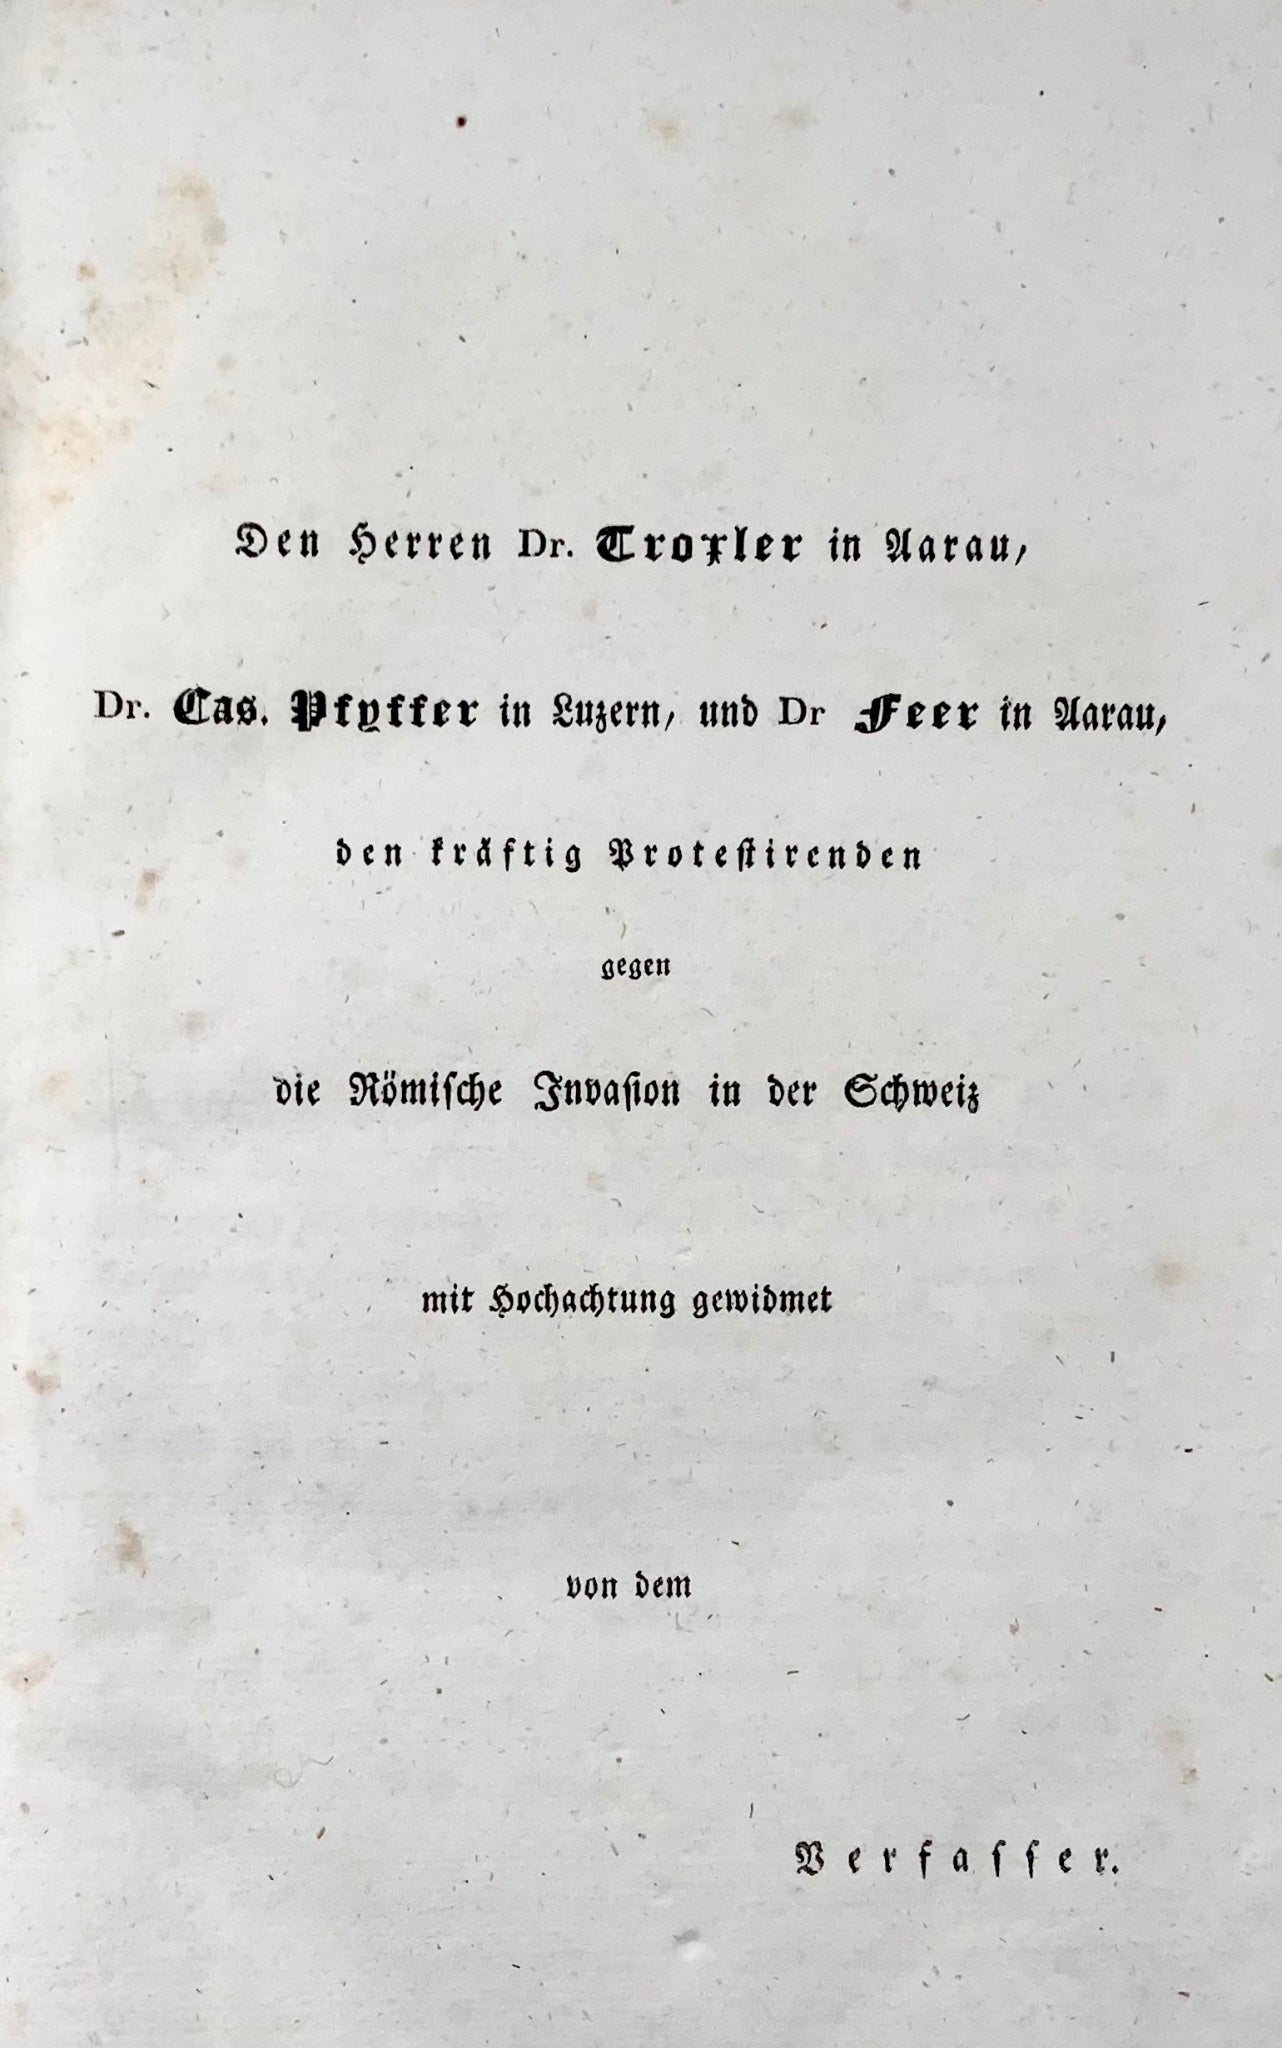 Den Herren Dr. Troxler in Aarau,
Dr. Cas. Pfyffer in Luzern, und Dr Feer in Aarau,
den kräftig Proteſtirenden
gegen
die Römiſche Invaſion in der Schweiz
mit Hochachtung gewidmet
von dem
Verfaſſer.